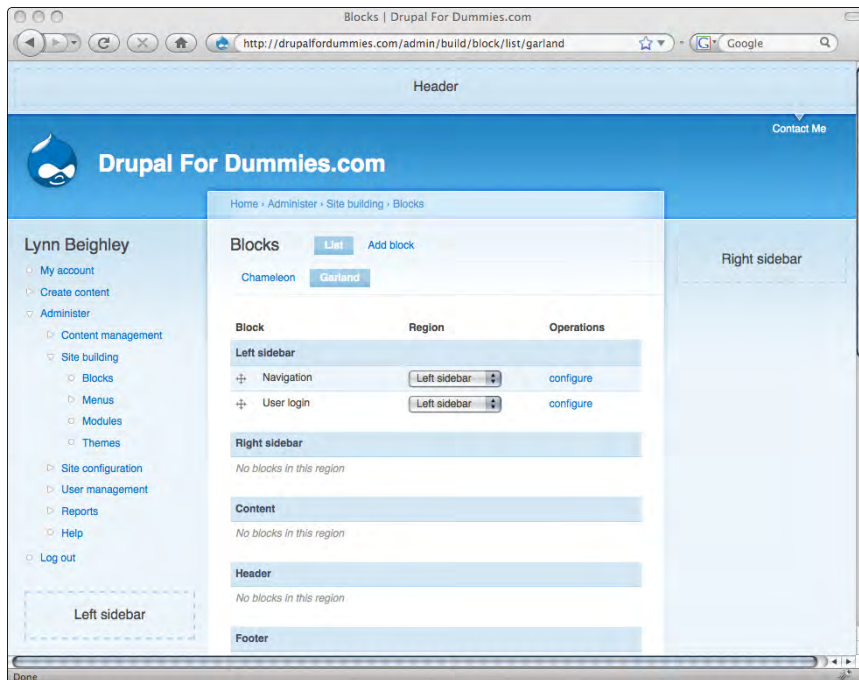 Blocks | Drupal For Dummies.com
http://drupalfordummies.com/admin/build/block/list/garland
G
Google
Header
Contact Me
Drupal For Dummies.com
Home › Administer › Site building › Blocks
Lynn Beighley
My account
Create content
Administer
Content management
Site building
Blocks
Menus
Modules
Themes
Site configuration
User management
Reports
Help
Log out
Left sidebar
Blocks List Add block
Chameleon Garland
Block Region Operations
Left sidebar
Navigation Left sidebar configure
User login Left sidebar configure
Right sidebar
No blocks in this region
Content
No blocks in this region
Header
No blocks in this region
Footer
Right sidebar
Done